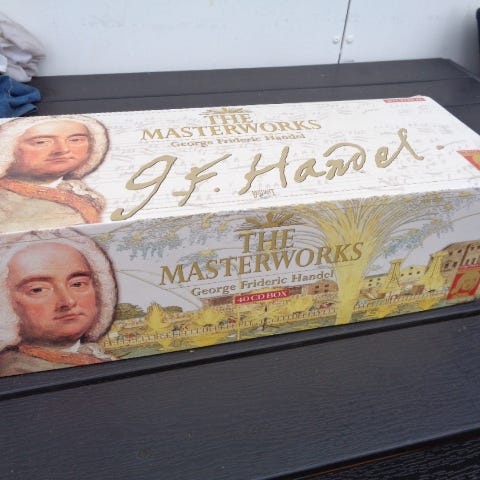 THE
MASTERWORKS
George Frideric Handel
G F. Handel.
THE
MASTERWORKS
George Frideric Handel
40 CD BOX